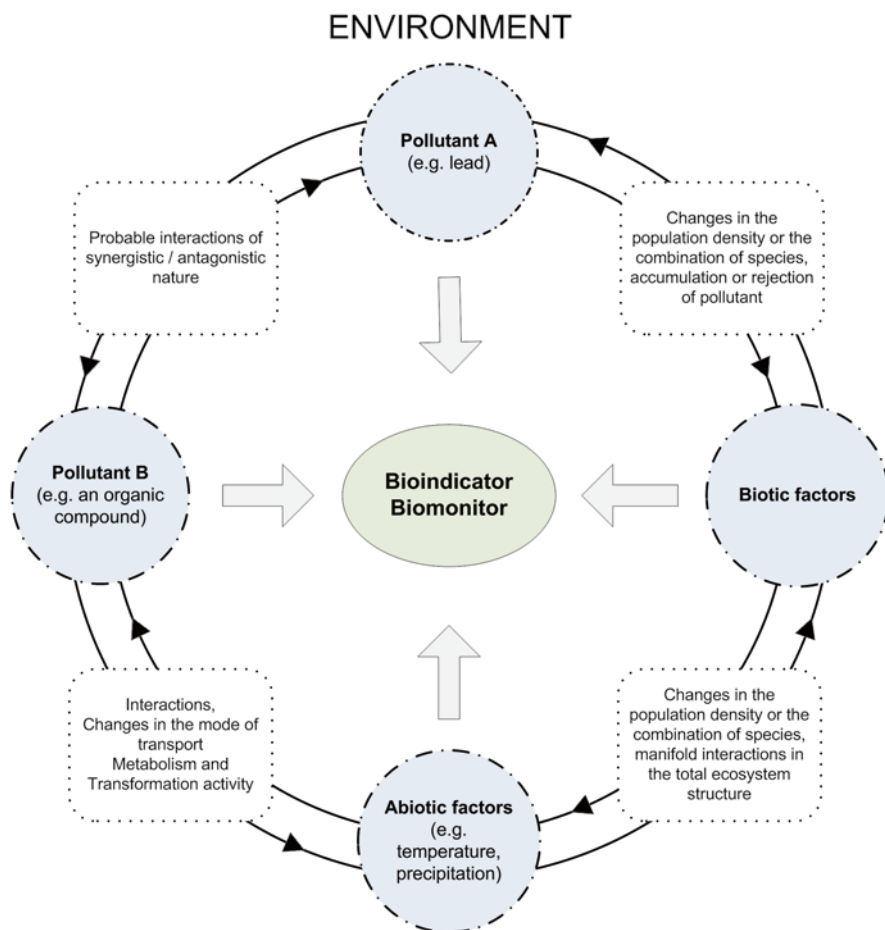 ENVIRONMENT
Pollutant A
(e.g. lead)
Probable interactions of
synergistic / antagonistic
nature
Changes in the
population density or the
combination of species,
accumulation or rejection
of pollutant
Pollutant B
(e.g. an organic
compound)
Bioindicator
Biomonitor
Biotic factors
Interactions,
Changes in the mode of
transport
Metabolism and
Transformation activity
Abiotic factors
(e.g.
temperature,
precipitation)
Changes in the
population density or the
combination of species,
manifold interactions in
the total ecosystem
structure